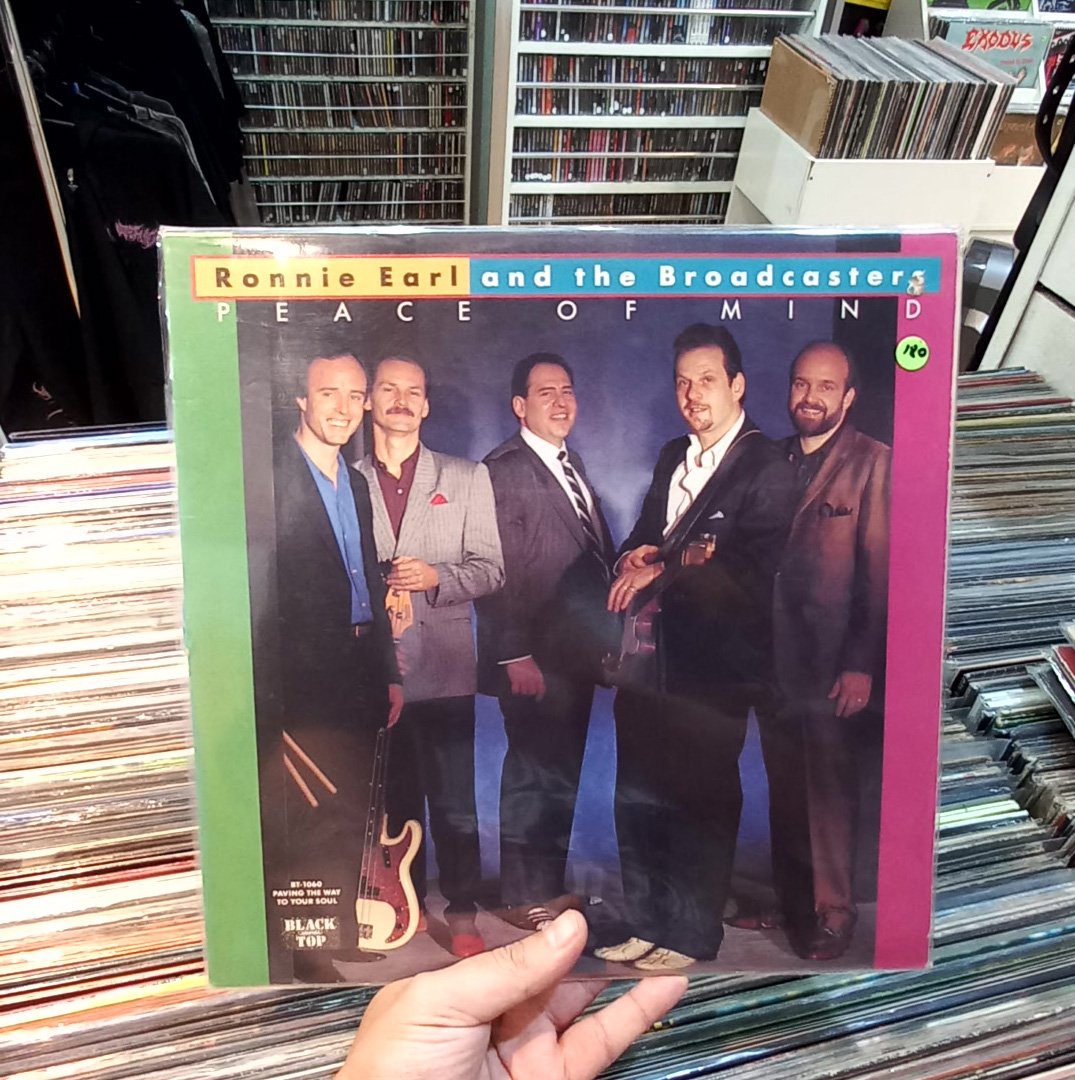 EXODUS
Ronnie Earl and the Broadcasters
PEACE OF MIND
180
BT-1060
PAVING THE WAY
TO YOUR SOUL
BLACK
TOP